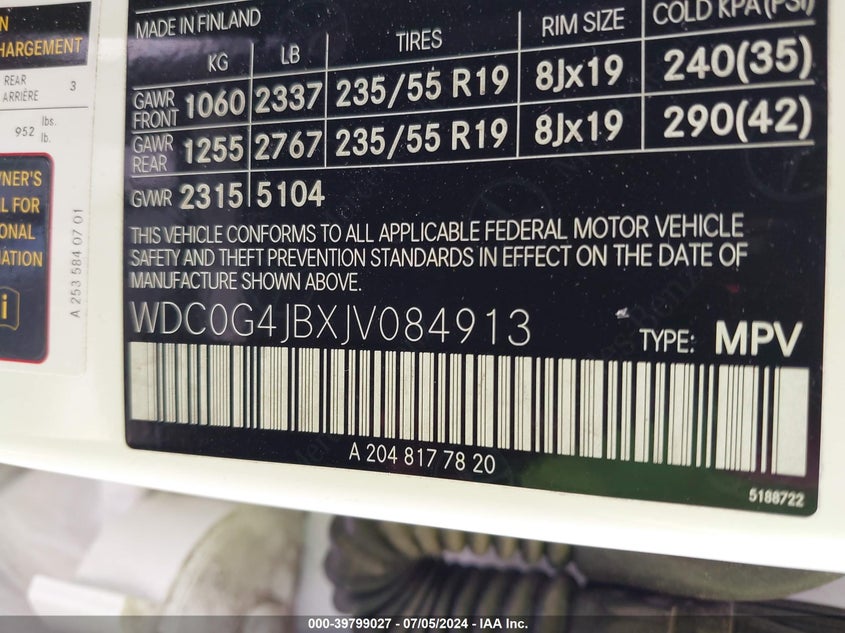 N
HARGEMENT
REAR
ARRIÈRE 3
952 lbs.
lb.
NER'S
L FOR
ONAL
ATION
i
A 253 584 07 01
MADE IN FINLAND
KG LB TIRES RIM SIZE COLD KPA(PSI)
GAWR FRONT 1060 2337 235/55 R19 8Jx19 240(35)
GAWR REAR 1255 2767 235/55 R19 8Jx19 290(42)
GVWR 2315 5104
THIS VEHICLE CONFORMS TO ALL APPLICABLE FEDERAL MOTOR VEHICLE
SAFETY AND THEFT PREVENTION STANDARDS IN EFFECT ON THE DATE OF
MANUFACTURE SHOWN ABOVE.
WDC0G4JBXJV084913 TYPE: MPV
A 204 817 78 20
5188722
000-39799027 - 07/05/2024 - IAA Inc.